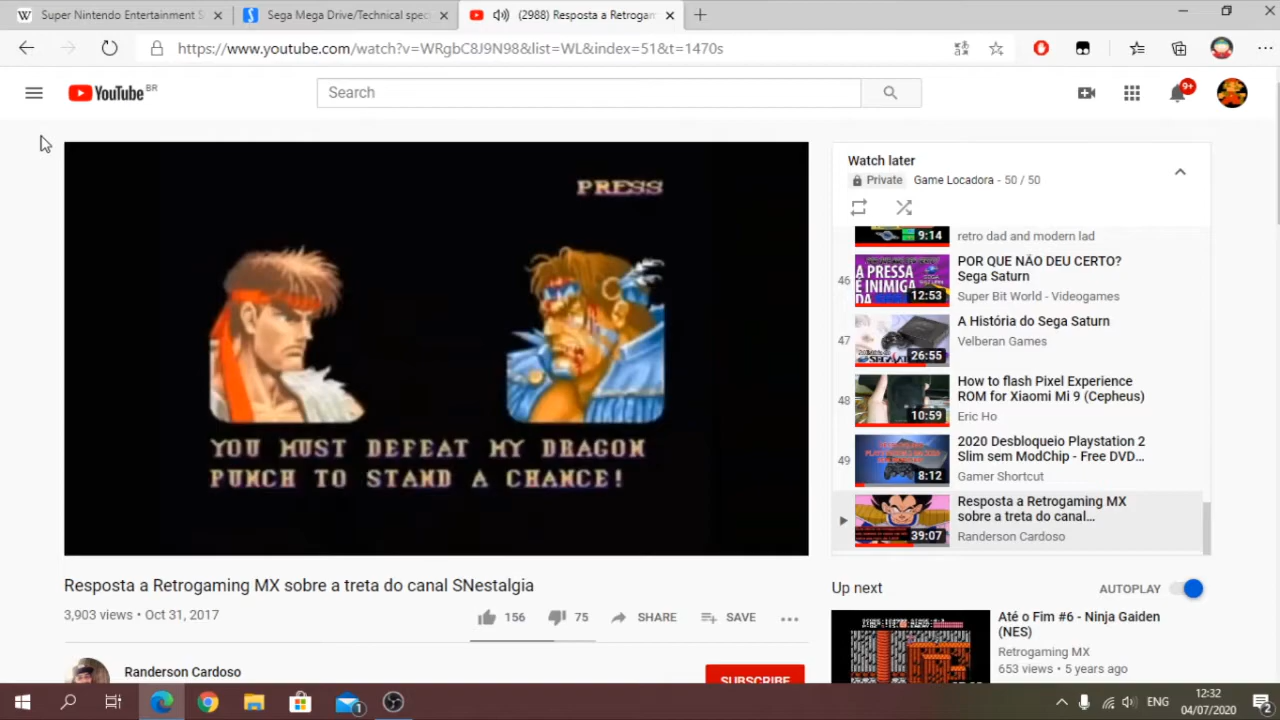 Super Nintendo Entertainment S
Sega Mega Drive/Technical spec
(2988) Resposta a Retrogam
https://www.youtube.com/watch?v=WRgbC8J9N98&list=WL&index=51&t=1470s
YouTube BR
Search
9+
PRESS
YOU MUST DEFEAT MY DRAGON
TO STAND A CHANCE!
Resposta a Retrogaming MX sobre a treta do canal SNestalgia
3,903 views • Oct 31, 2017
156
75
SHARE
SAVE
Randerson Cardoso
SUBSCRIBE
Watch later
Private
Game Locadora - 50 / 50
9:14
retro dad and modern lad
46
A PRESSA
É INIMIGA
DA
12:53
POR QUE NÃO DEU CERTO?
Sega Saturn
Super Bit World - Videogames
47
26:55
A História do Sega Saturn
Velberan Games
48
10:59
How to flash Pixel Experience
ROM for Xiaomi Mi 9 (Cepheus)
Eric Ho
49
8:12
2020 Desbloqueio Playstation 2
Slim sem ModChip - Free DVD...
Gamer Shortcut
39:07
Resposta a Retrogaming MX
sobre a treta do canal...
Randerson Cardoso
Up next
AUTOPLAY
Até o Fim #6 - Ninja Gaiden
(NES)
Retrogaming MX
653 views • 5 years ago
1
ENG
12:32
04/07/2020
2